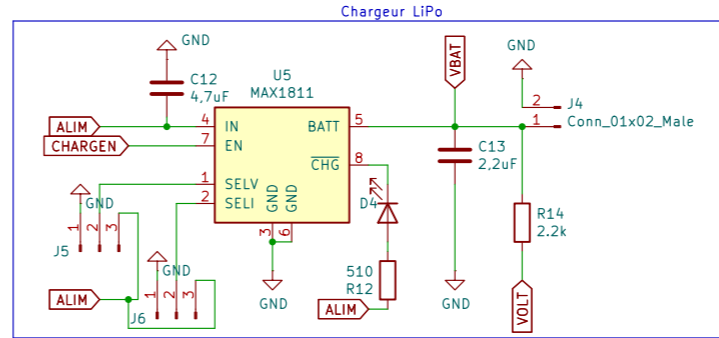 Chargeur LiPo
GND
C12
4,7uF
U5
MAX1811
VBAT
GND
2
J4
1
Conn_01x02_Male
ALIM
4
IN
BATT
5
CHARGEN
7
EN
C13
2,2uF
CHG
8
1
SELV
2
SELI
GND
GND
3
6
GND
1
2
3
J5
D4
R14
2.2k
GND
1
2
3
J6
ALIM
GND
510
R12
ALIM
GND
VOLT